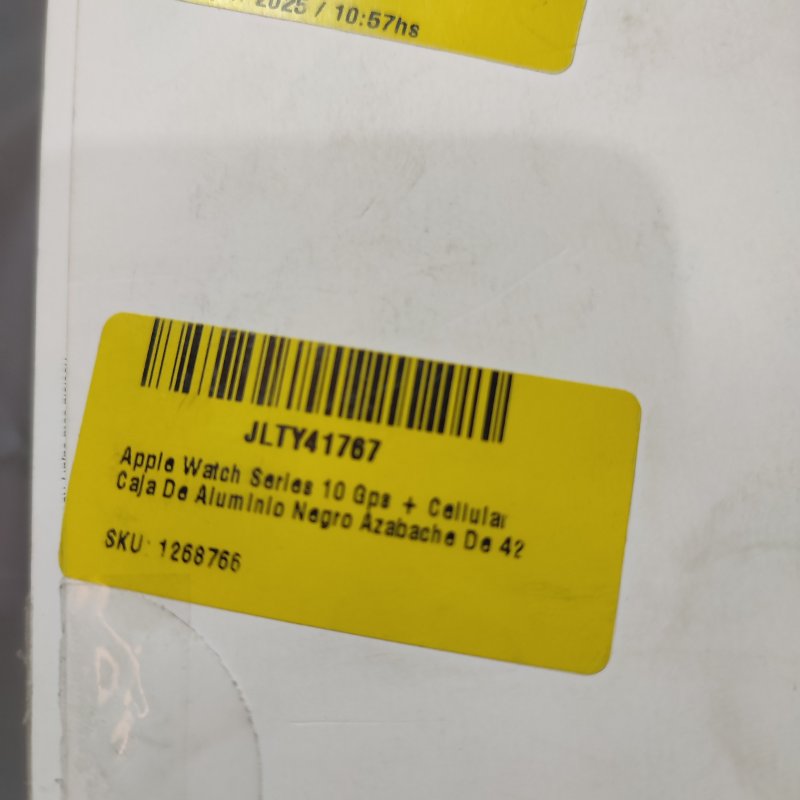 2025 / 10:57hs
JLTY41767
Apple Watch Series 10 Gps + Cellular
Caja De Aluminio Negro Azabache De 42
SKU: 1268766